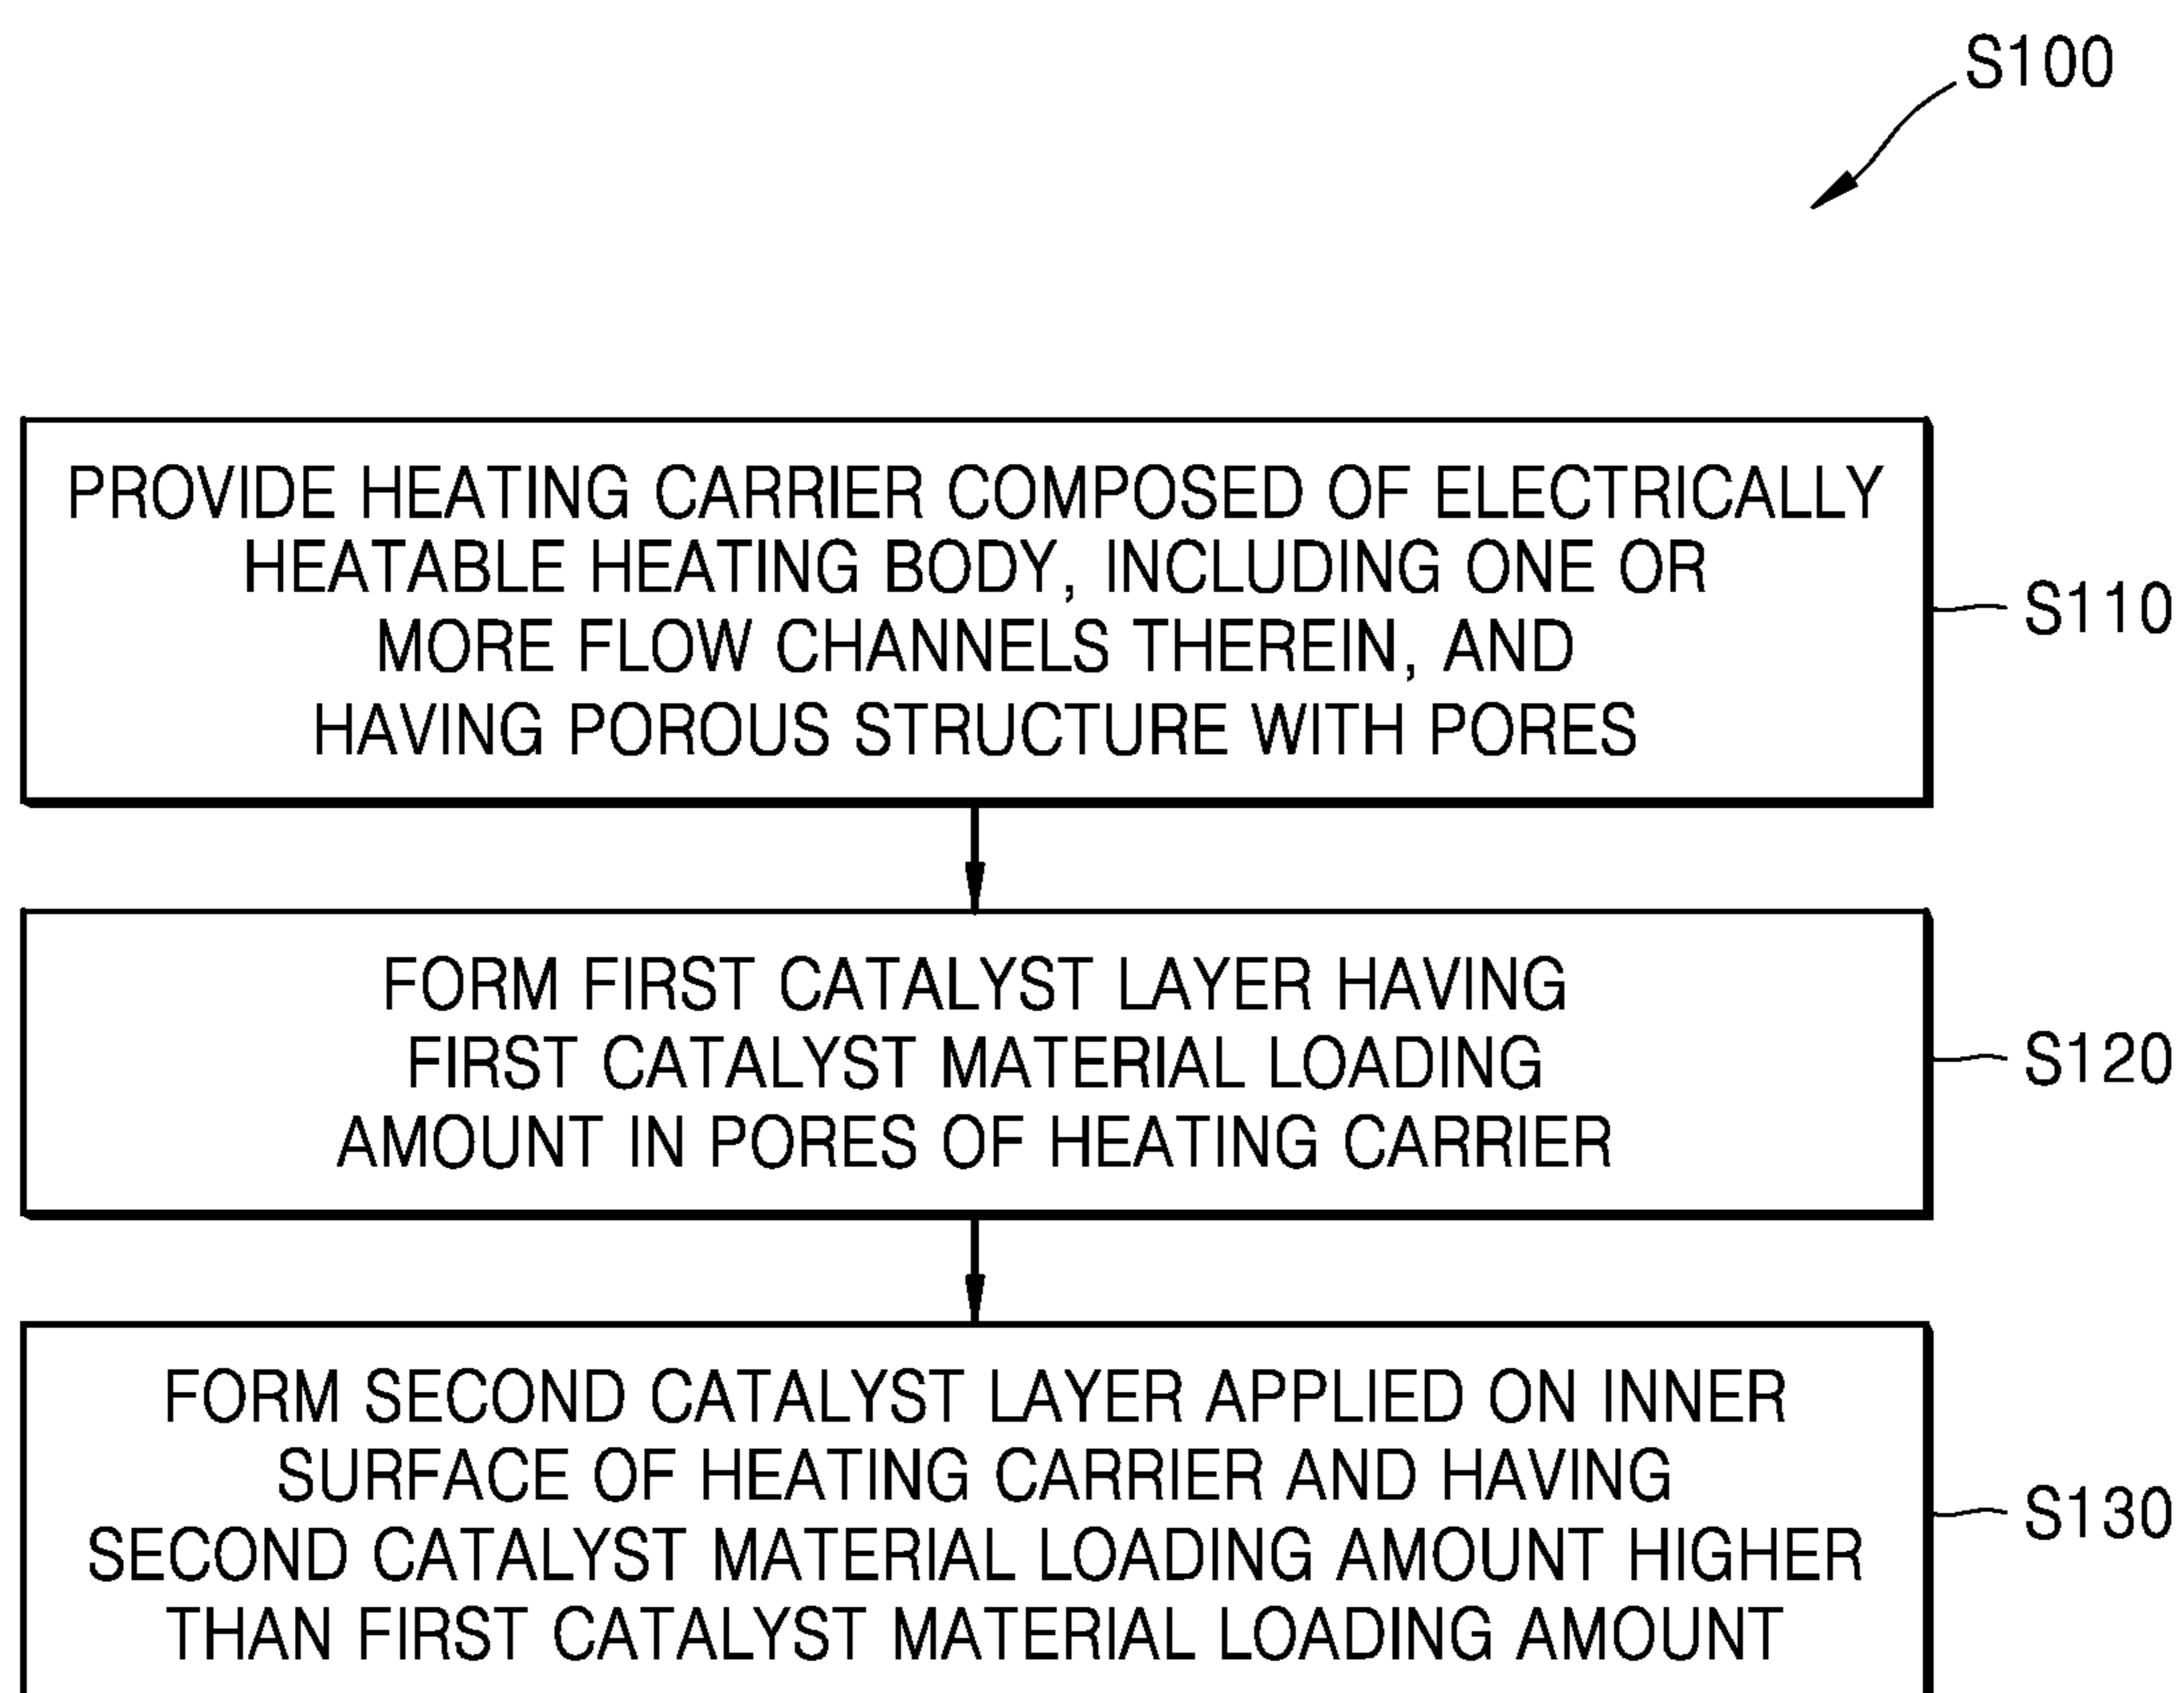 S100
PROVIDE HEATING CARRIER COMPOSED OF ELECTRICALLY
HEATABLE HEATING BODY, INCLUDING ONE OR
MORE FLOW CHANNELS THEREIN, AND
HAVING POROUS STRUCTURE WITH PORES
S110
FORM FIRST CATALYST LAYER HAVING
FIRST CATALYST MATERIAL LOADING
AMOUNT IN PORES OF HEATING CARRIER
S120
FORM SECOND CATALYST LAYER APPLIED ON INNER
SURFACE OF HEATING CARRIER AND HAVING
SECOND CATALYST MATERIAL LOADING AMOUNT HIGHER
THAN FIRST CATALYST MATERIAL LOADING AMOUNT
S130